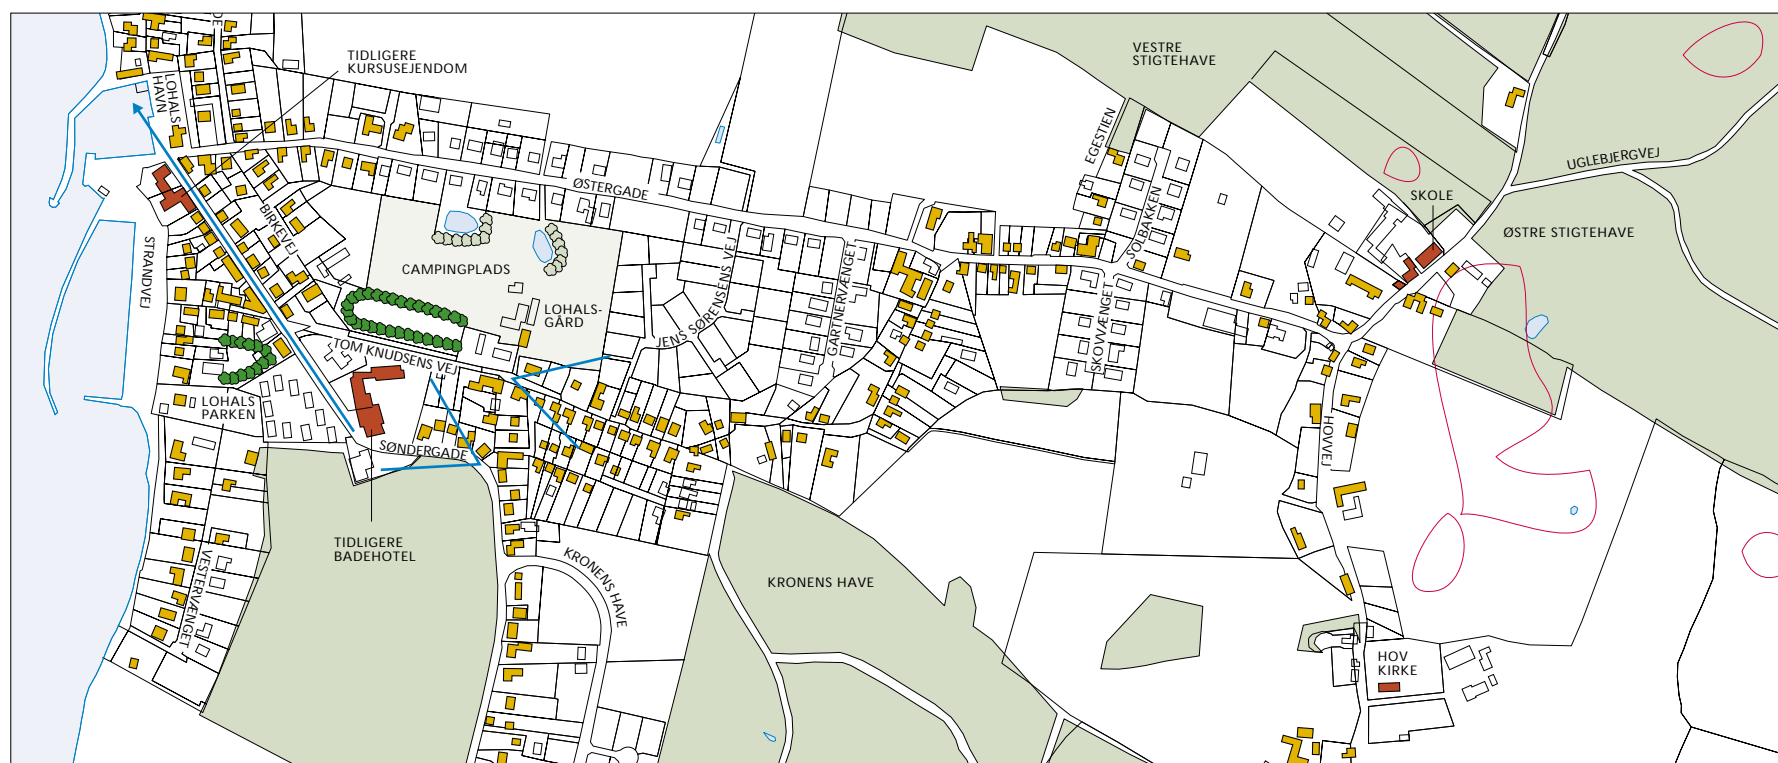 DE
TIDLIGERE
KURSUSEJENDOM
LOHALS
HAVN
VESTRE
STIGTEHAVE
EGESTIEN
UGLEBJERGVEJ
ØSTERGADE
SKOLE
SOLBAKKEN
BIRKEVEJ
ØSTRE STIGTEHAVE
STRANDVEJ
CAMPINGPLADS
JENS SØRENSENS VEJ
GARTNERVÆNGET
LOHALS-
GÅRD
SKOVVÆNGET
TOM KNUDSENS VEJ
LOHALS
PARKEN
SØNDERGADE
HOVVEJ
TIDLIGERE
BADEHOTEL
VESTERVÆNGET
KRONENS HAVE
KRONENS HAVE
HOV
KIRKE